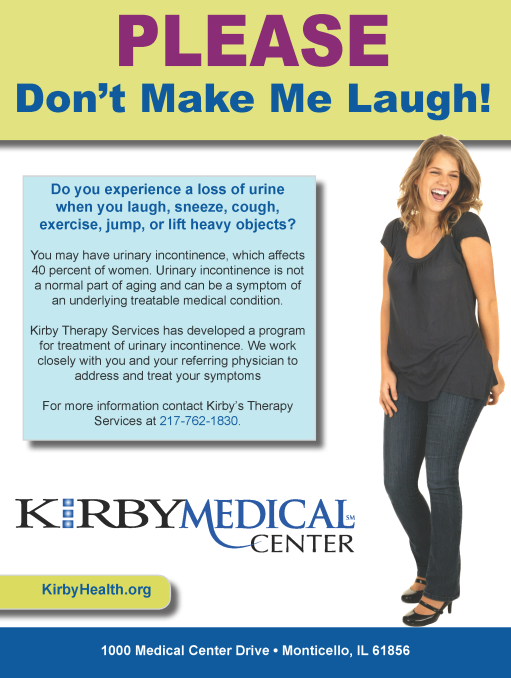 PLEASE
Don't Make Me Laugh!
Do you experience a loss of urine
when you laugh, sneeze, cough,
exercise, jump, or lift heavy objects?
You may have urinary incontinence, which affects
40 percent of women. Urinary incontinence is not
a normal part of aging and can be a symptom of
an underlying treatable medical condition.
Kirby Therapy Services has developed a program
for treatment of urinary incontinence. We work
closely with you and your referring physician to
address and treat your symptoms
For more information contact Kirby's Therapy
Services at 217-762-1830.
KIRBYMEDICAL SM
CENTER
KirbyHealth.org
1000 Medical Center Drive • Monticello, IL 61856